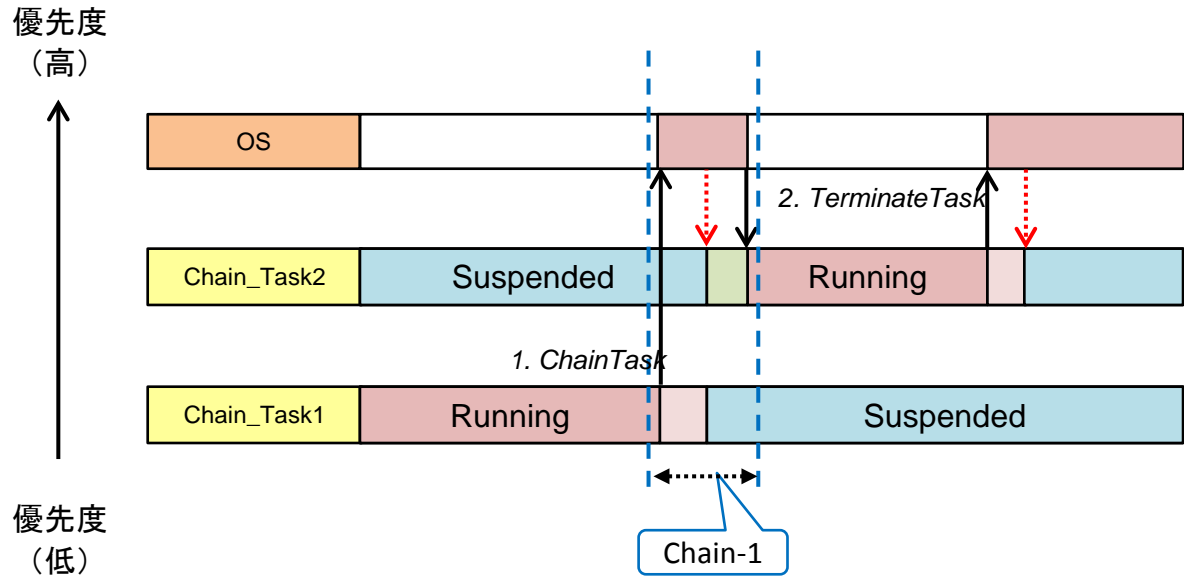 優先度
（高）
OS
2. TerminateTask
Chain_Task2
Suspended
Running
1. ChainTask
Chain_Task1
Running
Suspended
優先度
（低）
Chain-1